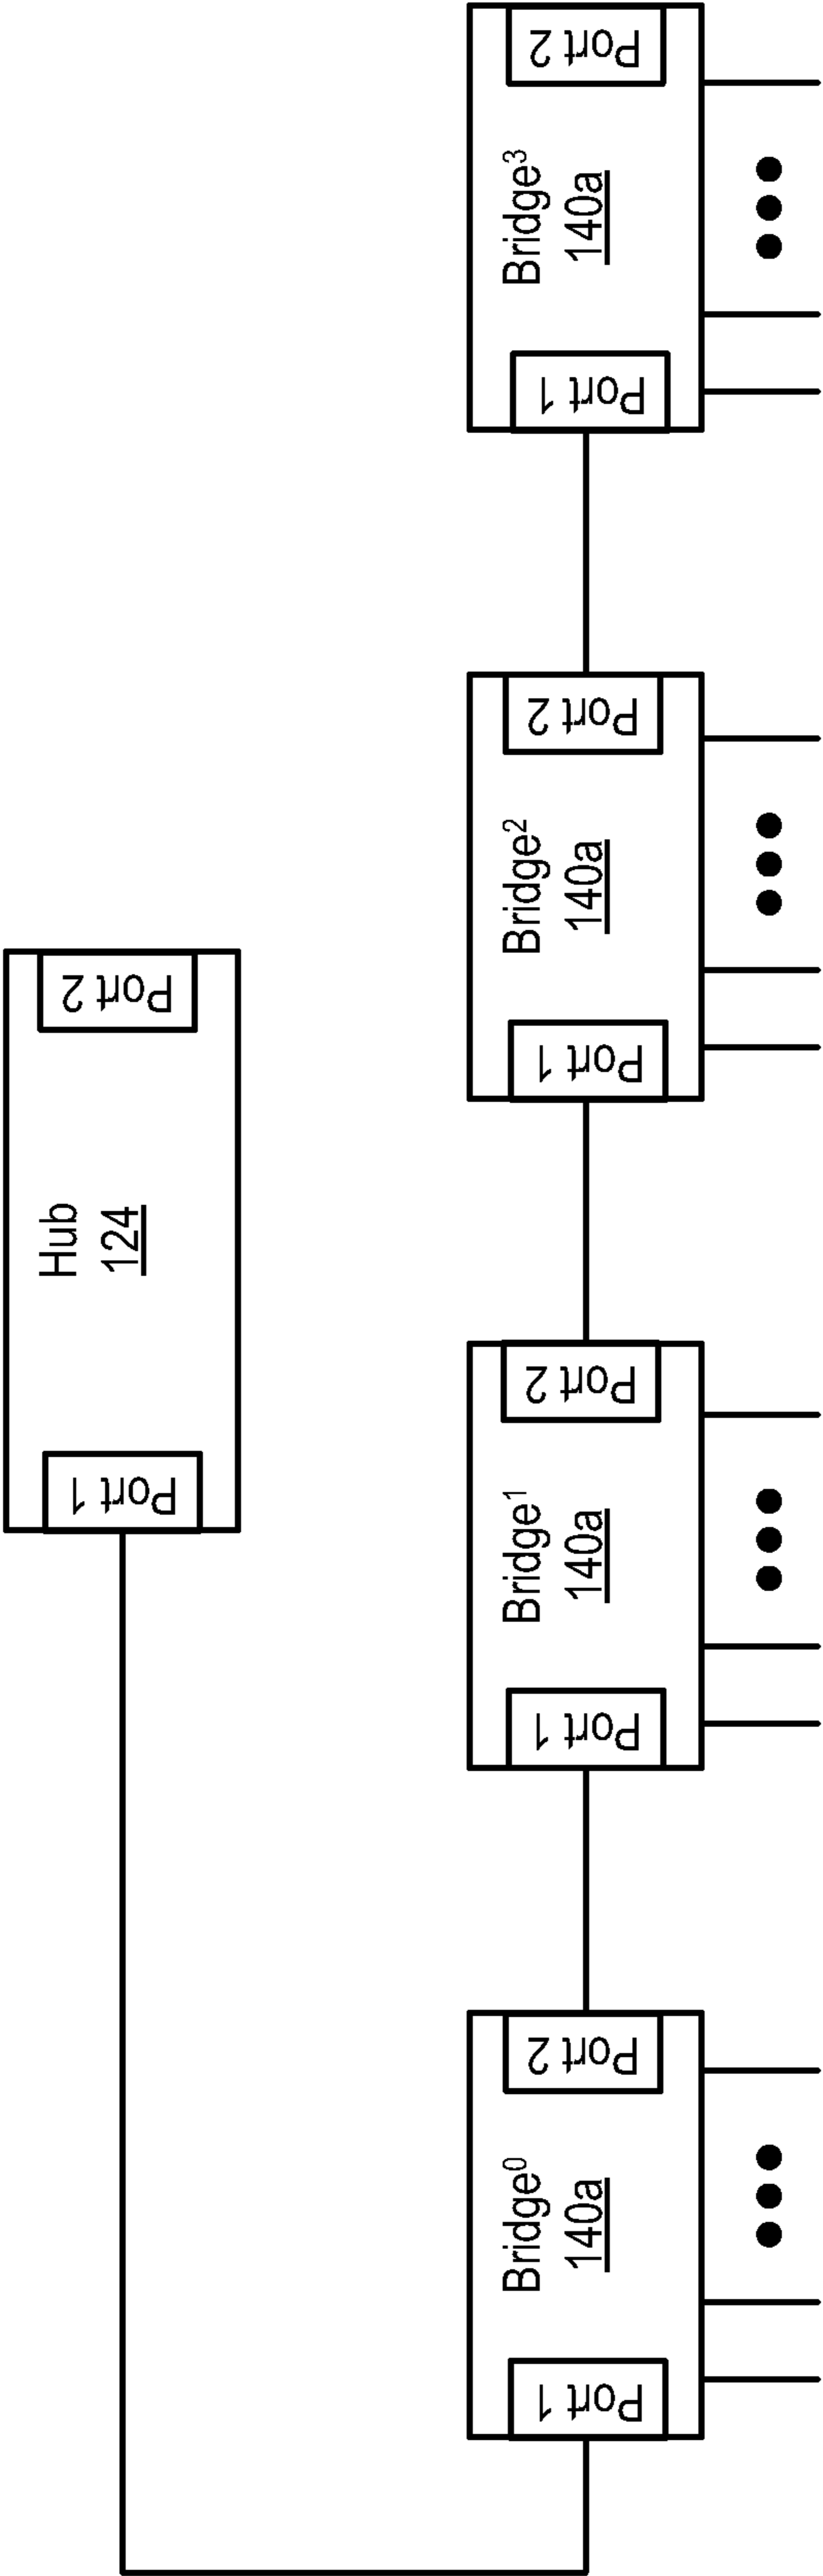 Hub
124
Port 1
Port 2
Bridge⁰
140a
Port 1
Port 2
Bridge¹
140a
Port 1
Port 2
Bridge²
140a
Port 1
Port 2
Bridge³
140a
Port 1
Port 2